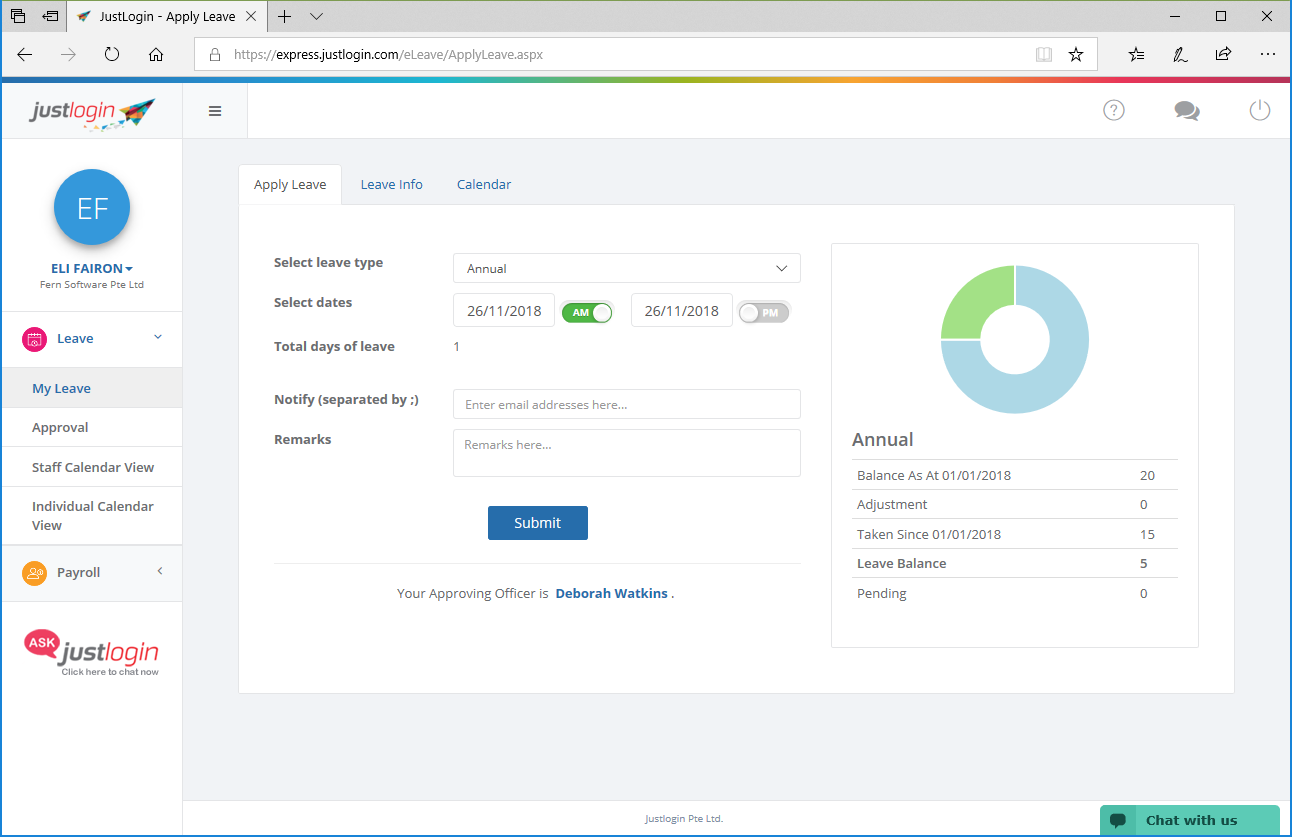 JustLogin - Apply Leave
https://express.justlogin.com/eLeave/ApplyLeave.aspx
justlogin
?
EF
ELI FAIRON
Fern Software Pte Ltd
Leave
My Leave
Approval
Staff Calendar View
Individual Calendar
View
Payroll
ASK
justlogin
Click here to chat now
Apply Leave Leave Info Calendar
Select leave type Annual
Select dates 26/11/2018 AM 26/11/2018 PM
Total days of leave 1
Notify (separated by ;) Enter email addresses here...
Remarks Remarks here...
Submit
Your Approving Officer is Deborah Watkins .
Annual
Balance As At 01/01/2018 20
Adjustment 0
Taken Since 01/01/2018 15
Leave Balance 5
Pending 0
Justlogin Pte Ltd.
Chat with us